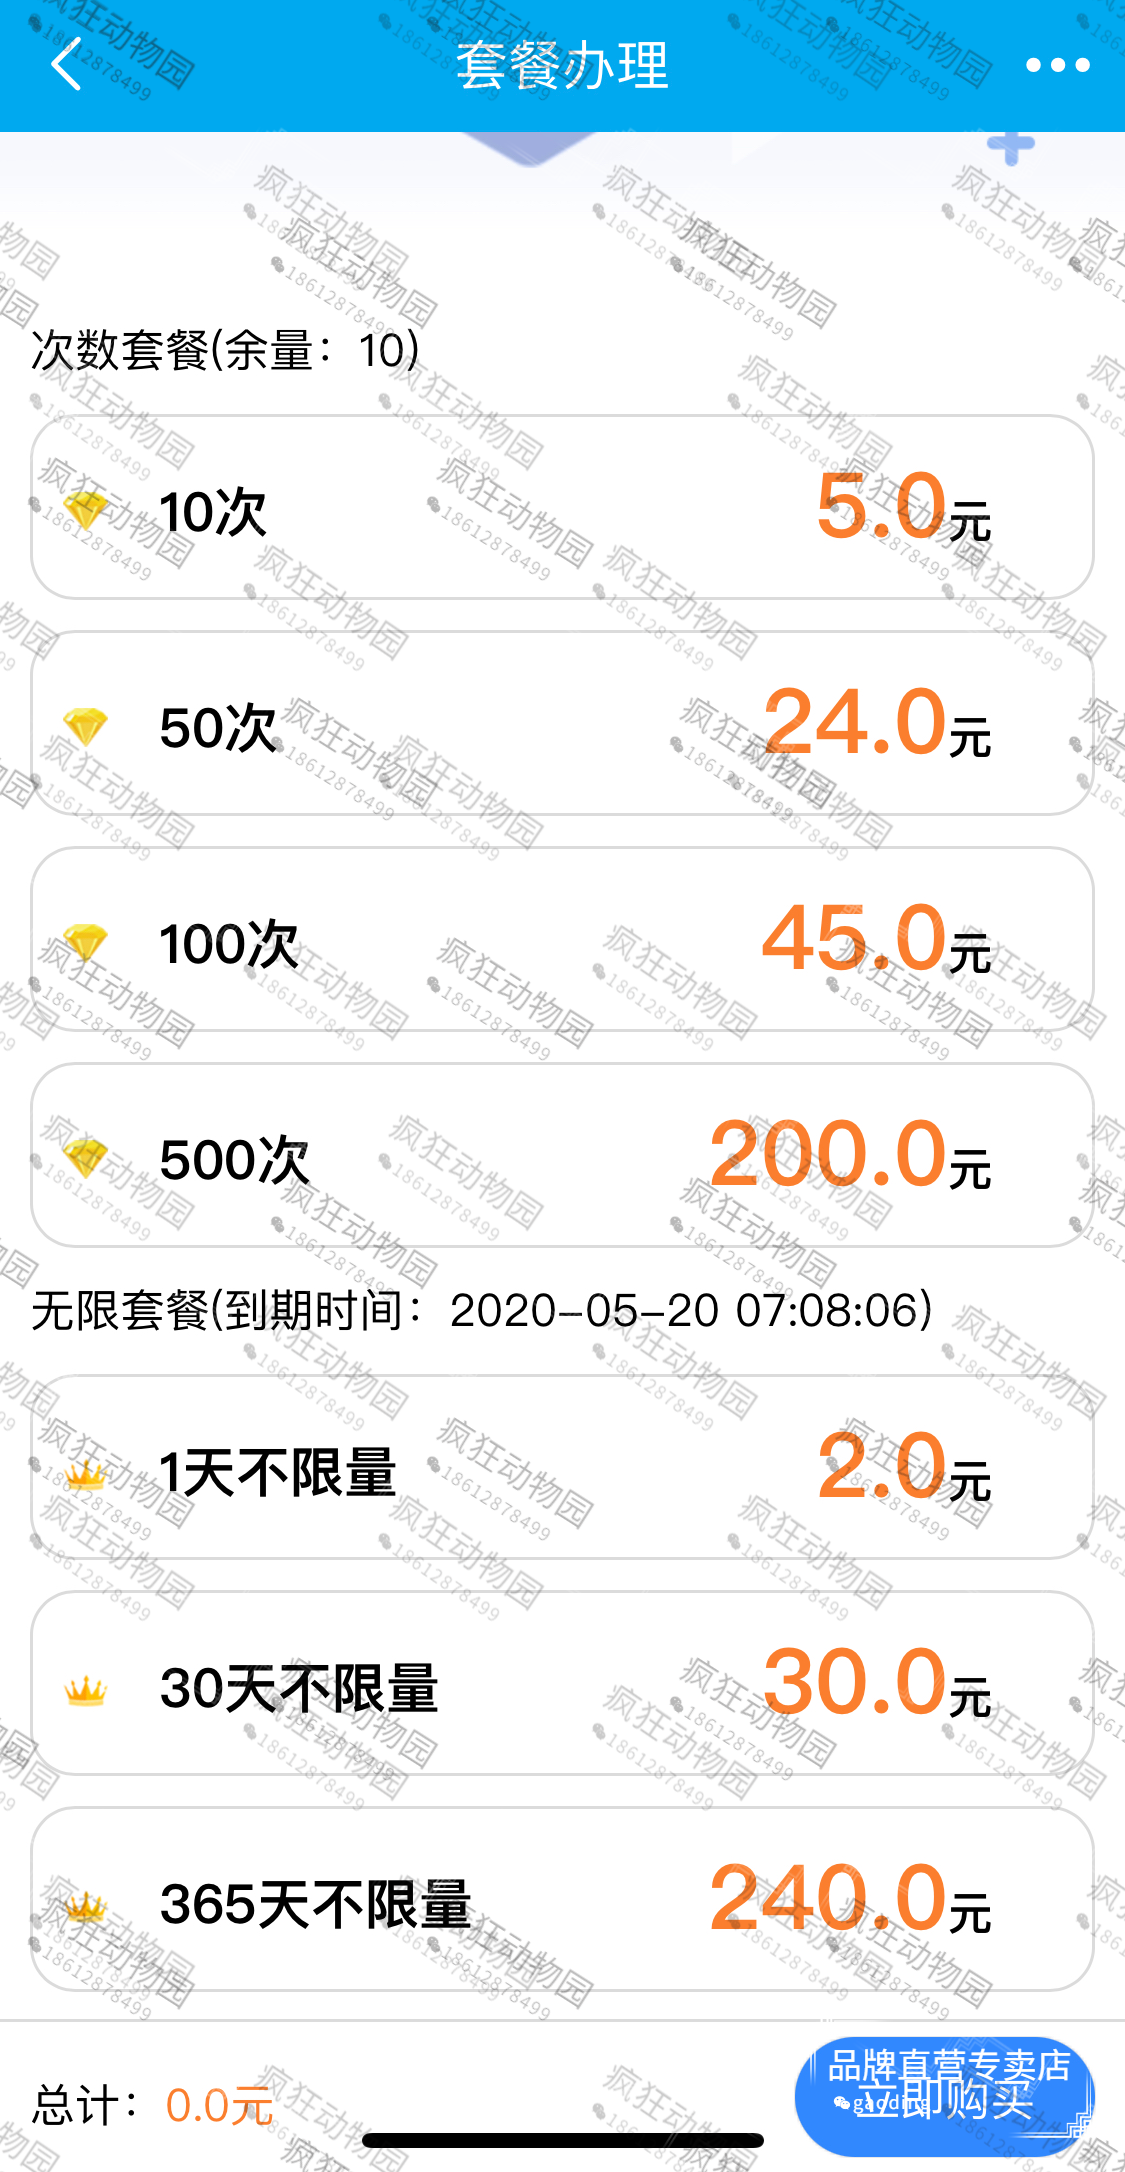 套餐办理
次数套餐(余量：10)
10次
5.0元
50次
24.0元
100次
45.0元
500次
200.0元
无限套餐(到期时间：2020-05-20 07:08:06)
1天不限量
2.0元
30天不限量
30.0元
365天不限量
240.0元
总计：0.0元
品牌直营专卖店
立即购买
gaoding
疯狂动物园
18612878499